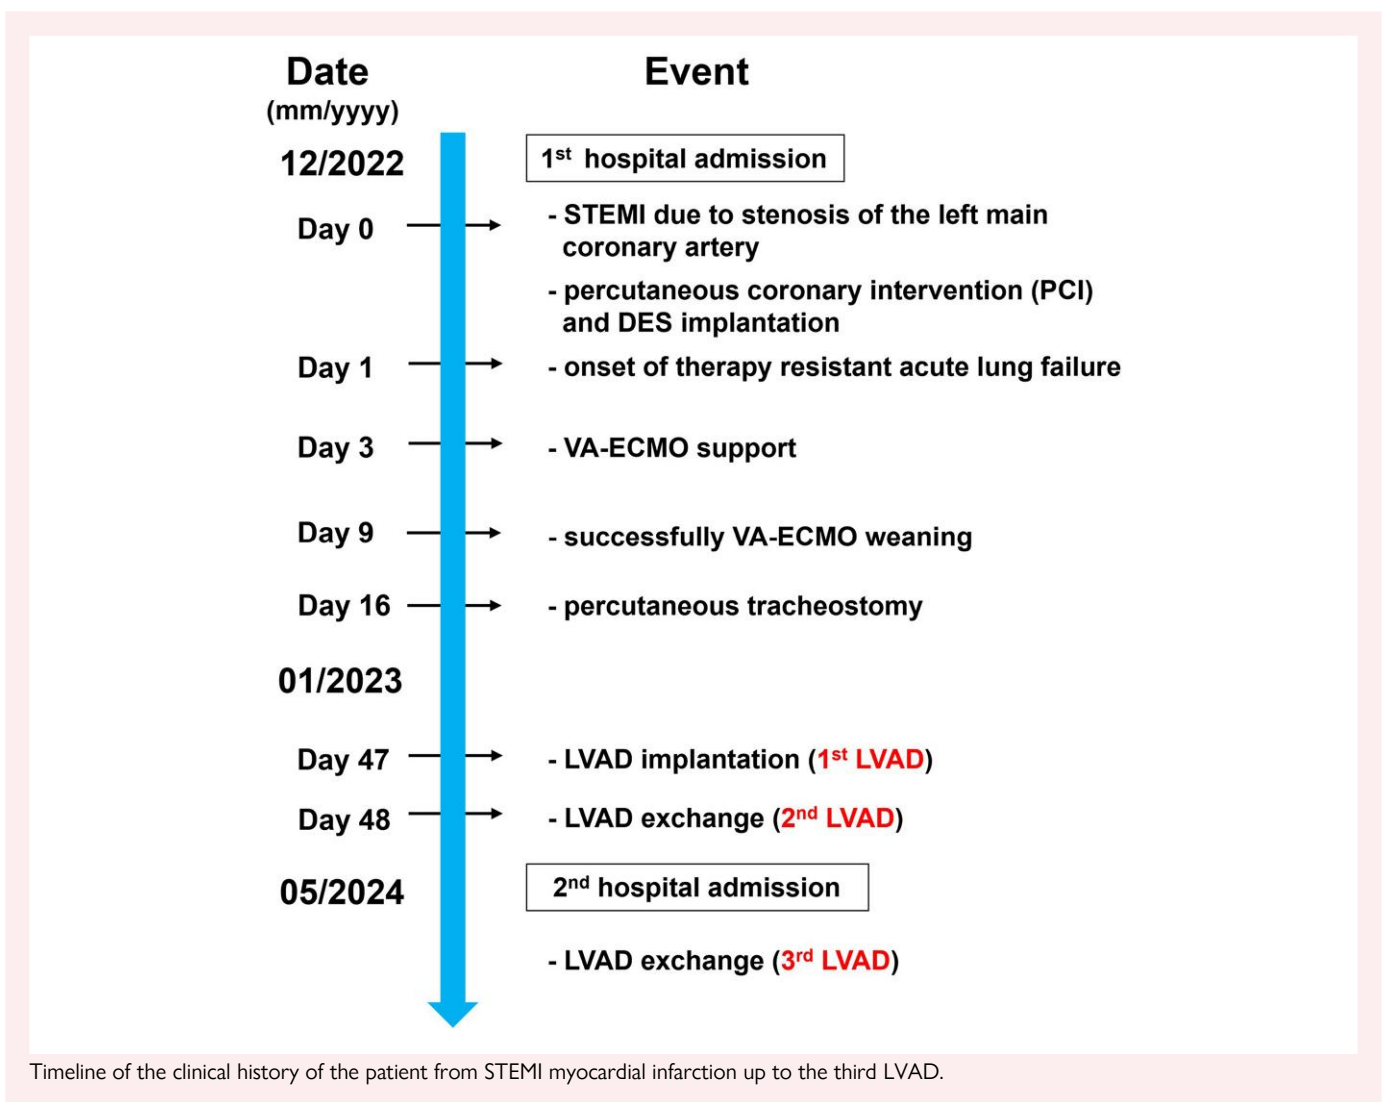 Date Event
(mm/yyyy)
12/2022 1st hospital admission
Day 0 - STEMI due to stenosis of the left main
coronary artery
- percutaneous coronary intervention (PCI)
and DES implantation
Day 1 - onset of therapy resistant acute lung failure
Day 3 - VA-ECMO support
Day 9 - successfully VA-ECMO weaning
Day 16 - percutaneous tracheostomy
01/2023
Day 47 - LVAD implantation (1st LVAD)
Day 48 - LVAD exchange (2nd LVAD)
05/2024 2nd hospital admission
- LVAD exchange (3rd LVAD)
Timeline of the clinical history of the patient from STEMI myocardial infarction up to the third LVAD.